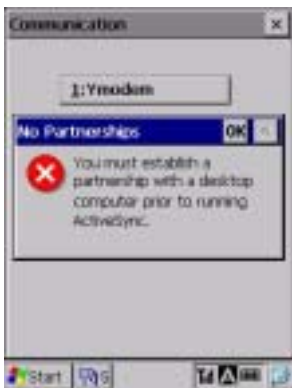 Communication
1:Ymodem
No Partnerships OK
You must establish a
partnership with a desktop
computer prior to running
ActiveSync.
Start